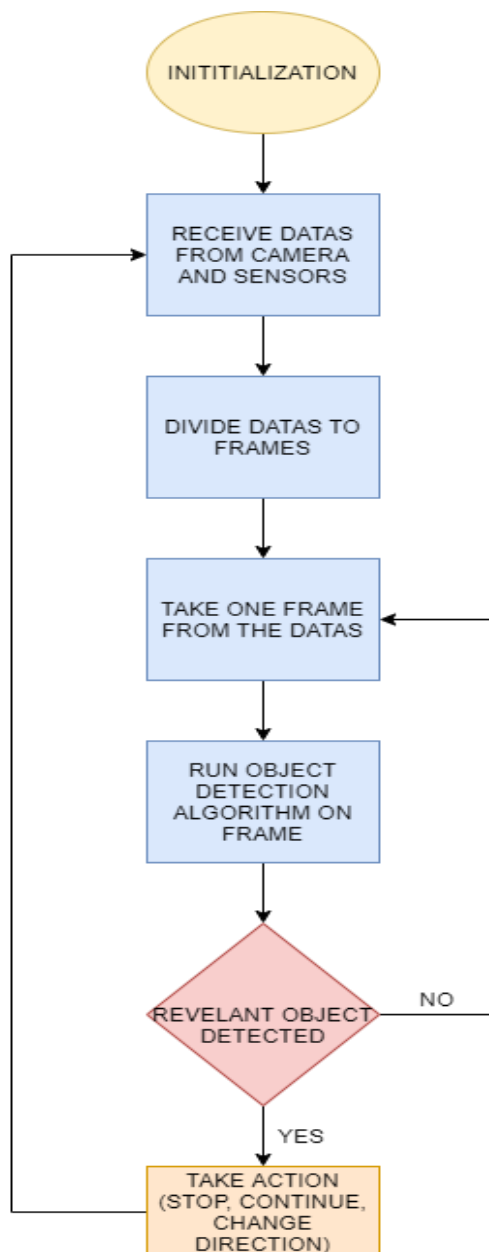 INITITIALIZATION
RECEIVE DATAS
FROM CAMERA
AND SENSORS
DIVIDE DATAS TO
FRAMES
TAKE ONE FRAME
FROM THE DATAS
RUN OBJECT
DETECTION
ALGORITHM ON
FRAME
REVELANT OBJECT
DETECTED
NO
YES
TAKE ACTION
(STOP, CONTINUE,
CHANGE
DIRECTION)